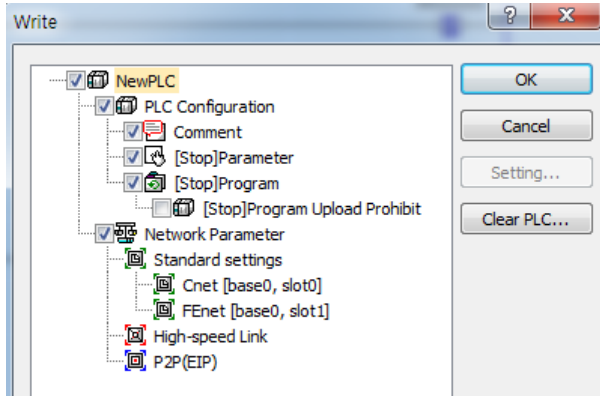 Write
NewPLC
PLC Configuration
Comment
[Stop]Parameter
[Stop]Program
[Stop]Program Upload Prohibit
Network Parameter
Standard settings
Cnet [base0, slot0]
FEnet [base0, slot1]
High-speed Link
P2P(EIP)
OK
Cancel
Setting...
Clear PLC...